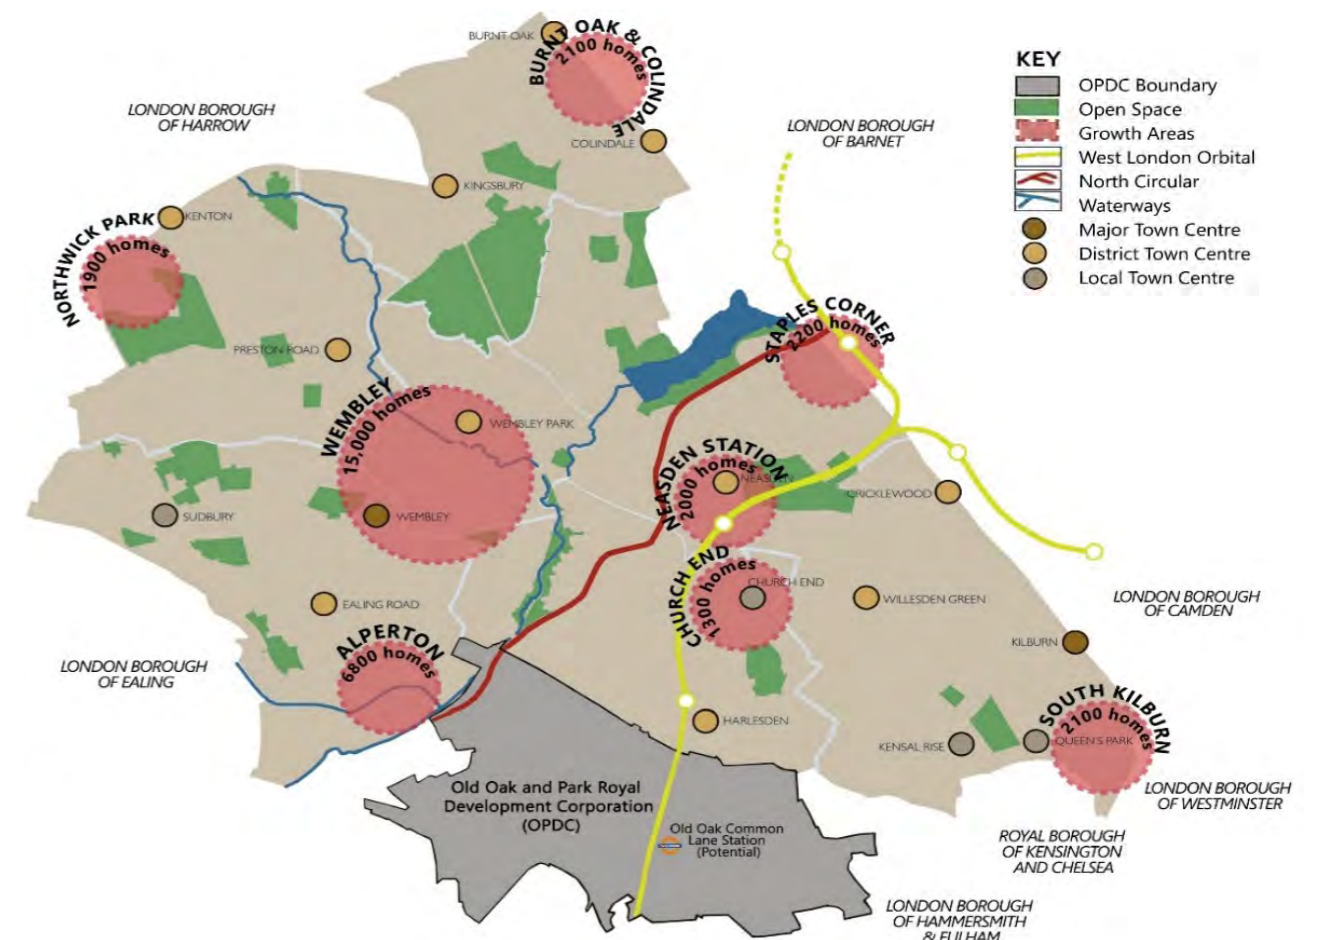 BURNT OAK
BURNT OAK & COLINDALE
2100 homes
COLINDALE
KEY
OPDC Boundary
Open Space
Growth Areas
West London Orbital
North Circular
Waterways
Major Town Centre
District Town Centre
Local Town Centre
LONDON BOROUGH
OF HARROW
LONDON BOROUGH
OF BARNET
KINGSBURY
NORTHWICK PARK
1900 homes
KENTON
PRESTON ROAD
STAPLES CORNER
2200 homes
WEMBLEY
15,000 homes
WEMBLEY PARK
WEMBLEY
NEASDEN STATION
2000 homes
NEASDEN
CRICKLEWOOD
SUDBURY
CHURCH END
1300 homes
CHURCH END
WILLESDEN GREEN
EALING ROAD
LONDON BOROUGH
OF CAMDEN
KILBURN
ALPERTON
6800 homes
LONDON BOROUGH
OF EALING
HARLESDEN
KENSAL RISE
QUEEN'S PARK
SOUTH KILBURN
2100 homes
LONDON BOROUGH
OF WESTMINSTER
Old Oak and Park Royal
Development Corporation
(OPDC)
Old Oak Common
Lane Station
(Potential)
ROYAL BOROUGH
OF KENSINGTON
AND CHELSEA
LONDON BOROUGH
OF HAMMERSMITH
& FULHAM